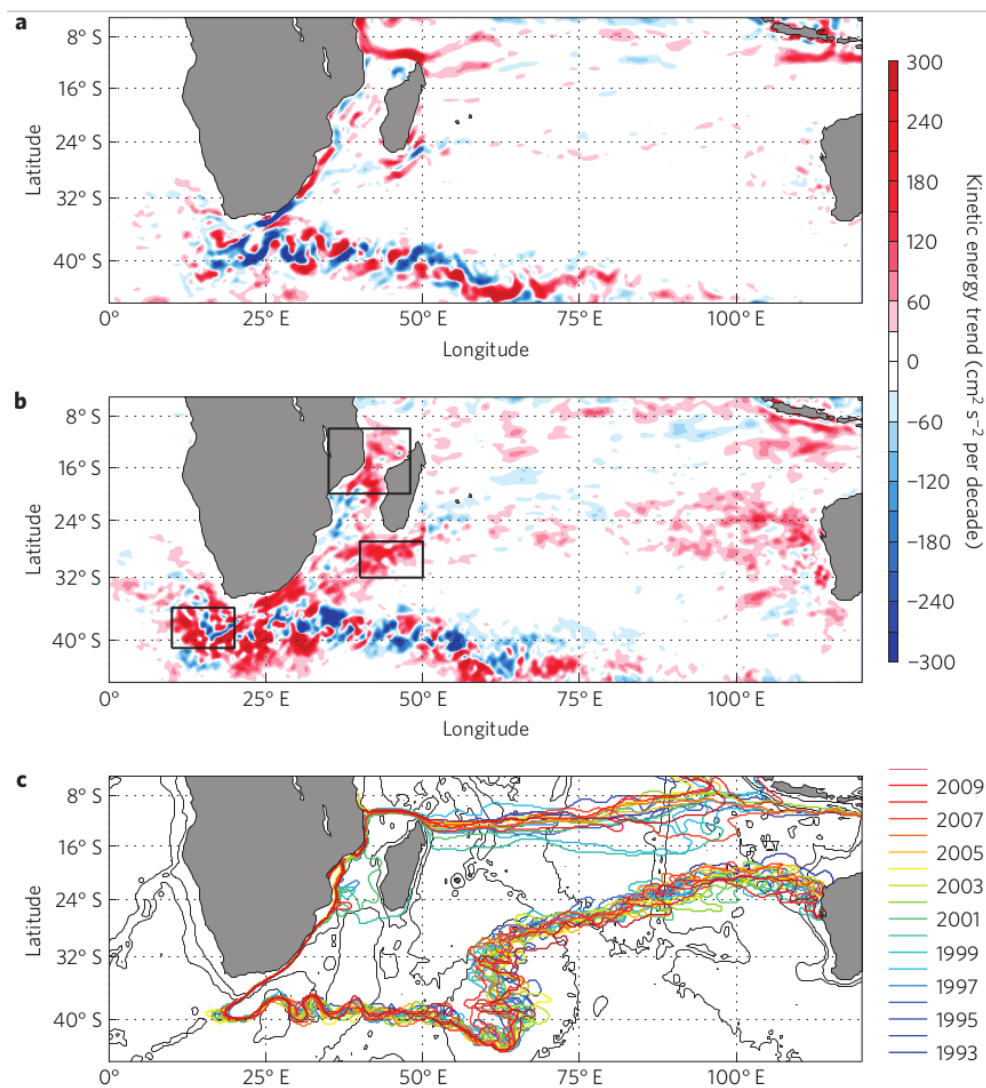 a
8° S
16° S
24° S
32° S
40° S
Latitude
0°
25° E
50° E
75° E
100° E
Longitude
300
240
180
120
60
0
−60
−120
−180
−240
−300
Kinetic energy trend (cm² s⁻² per decade)
b
8° S
16° S
24° S
32° S
40° S
Latitude
0°
25° E
50° E
75° E
100° E
Longitude
c
8° S
16° S
24° S
32° S
40° S
Latitude
0°
25° E
50° E
75° E
100° E
Longitude
2009
2007
2005
2003
2001
1999
1997
1995
1993